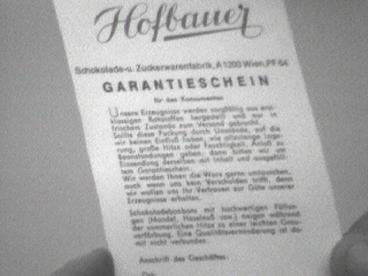 Hofbauer
Schokolade-u. Zuckerwarenfabrik, A 1200 Wien, PF 64
GARANTIESCHEIN
für den Konsumenten
Unsere Erzeugnisse werden sorgfältig aus erst-
klassigen Rohstoffen hergestellt und nur in
frischem Zustande zum Versand gebracht.
Sollte diese Packung durch Umstände, auf die
wir keinen Einfluß haben, wie allzulange Lage-
rung, große Hitze oder Feuchtigkeit, Anlaß zu
Beanstandungen geben, dann bitten wir um
Einsendung derselben mit Inhalt und ausgefüll-
tem Garantieschein.
Wir werden Ihnen die Ware gerne umtauschen,
auch wenn uns kein Verschulden trifft, denn
wir wollen uns Ihr Vertrauen zur Güte unserer
Erzeugnisse erhalten.
Schokoladebonbons mit hochwertigen Füllun-
gen (Mandel, Haselnuß usw.) neigen während
der sommerlichen Hitze zu einer leichten Grau-
verfärbung. Eine Qualitätsverminderung ist da-
mit nicht verbunden.
Anschrift des Geschäftes: